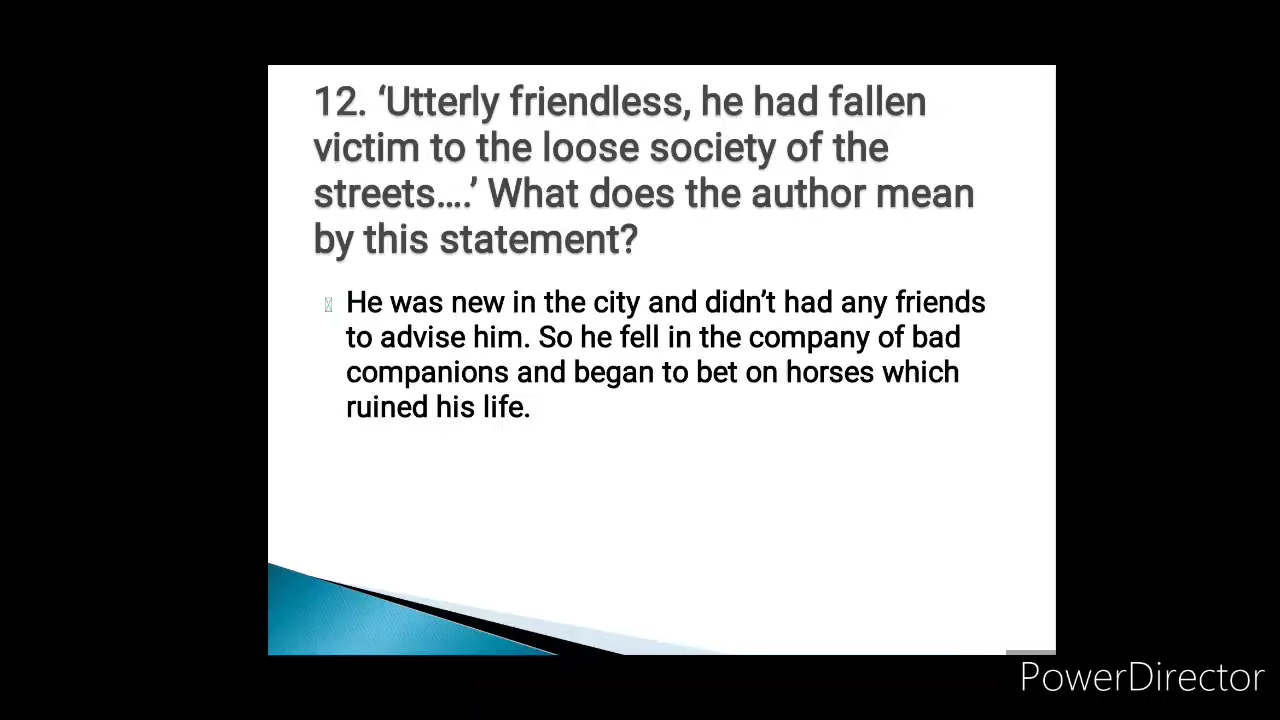 12. ‘Utterly friendless, he had fallen
victim to the loose society of the
streets....’ What does the author mean
by this statement?
He was new in the city and didn’t had any friends
to advise him. So he fell in the company of bad
companions and began to bet on horses which
ruined his life.
PowerDirector